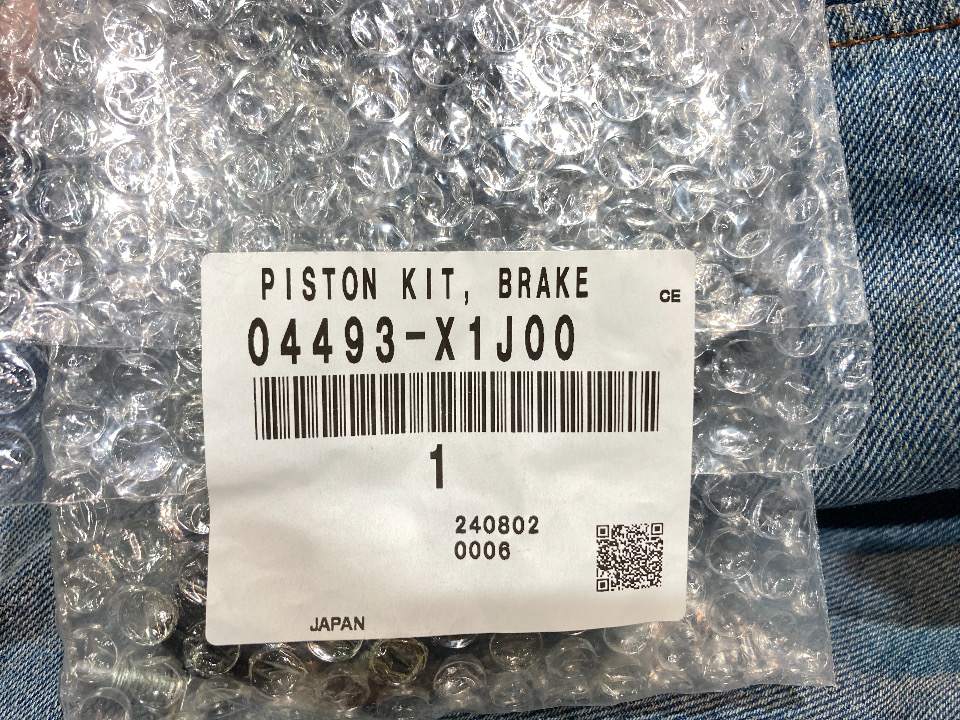 PISTON KIT, BRAKE
CE
04493-X1J00
1
240802
0006
JAPAN